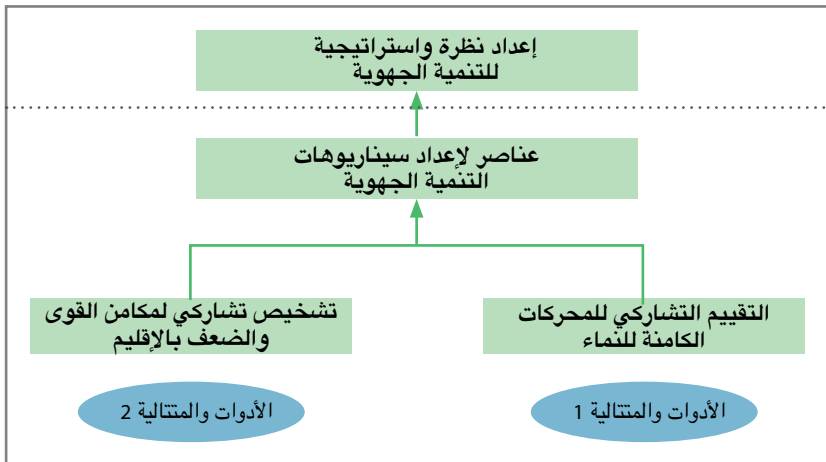 إعداد نظرة واستراتيجية
للتنمية الجهوية
عناصر لإعداد سيناريوهات
التنمية الجهوية
التقييم التشاركي للمحركات
الكامنة للنماء
تشخيص تشاركي لمكامن القوى
والضعف بالإقليم
الأدوات والمتتالية 1
الأدوات والمتتالية 2